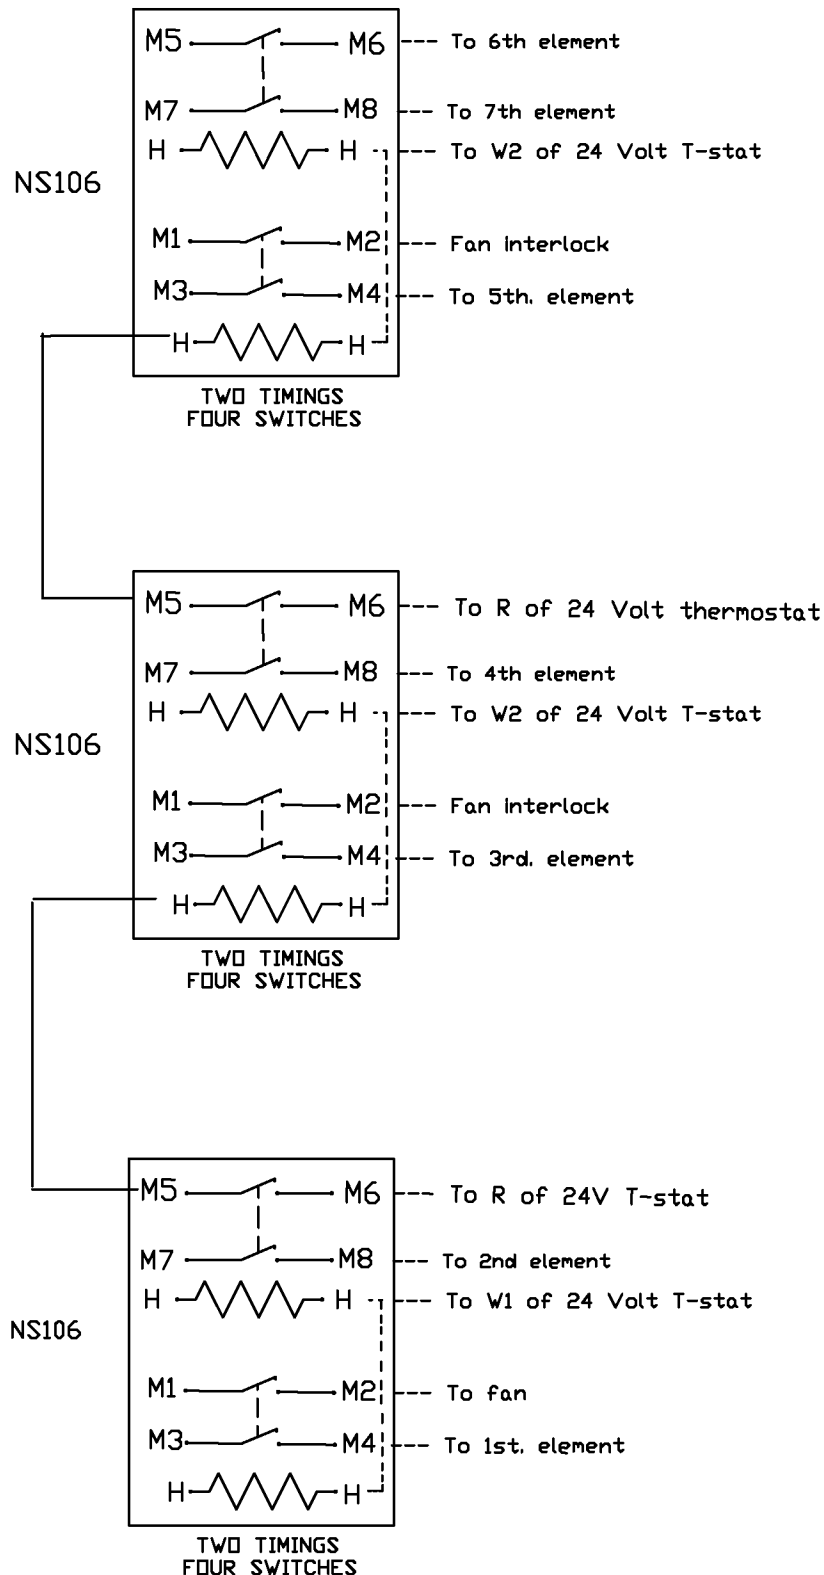 M5 M6 To 6th element
M7 M8 To 7th element
H H To W2 of 24 Volt T-stat
NS106
M1 M2 Fan interlock
M3 M4 To 5th. element
H H
TWO TIMINGS
FOUR SWITCHES
M5 M6 To R of 24 Volt thermostat
M7 M8 To 4th element
H H To W2 of 24 Volt T-stat
NS106
M1 M2 Fan interlock
M3 M4 To 3rd. element
H H
TWO TIMINGS
FOUR SWITCHES
M5 M6 To R of 24V T-stat
M7 M8 To 2nd element
H H To W1 of 24 Volt T-stat
NS106
M1 M2 To fan
M3 M4 To 1st. element
H H
TWO TIMINGS
FOUR SWITCHES